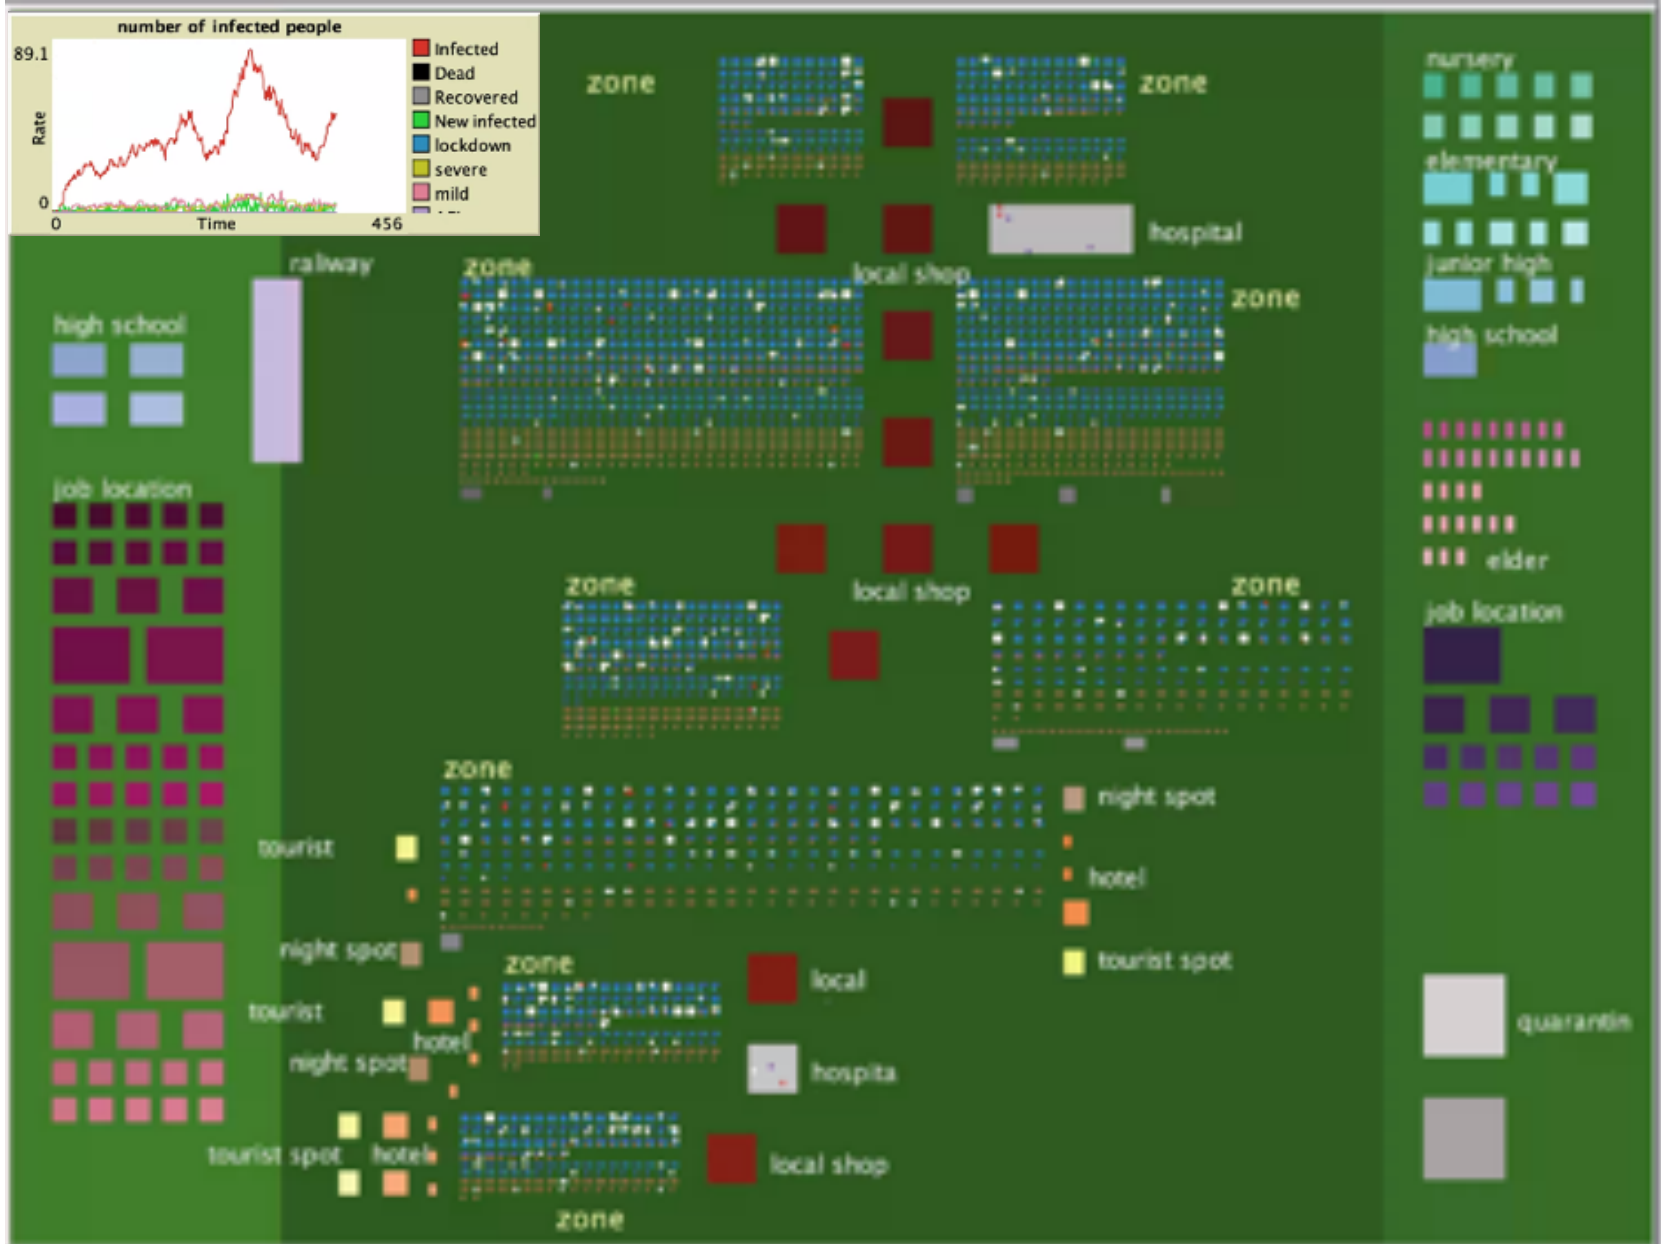 number of infected people
89.1
Rate
0
0
Time
456
Infected
Dead
Recovered
New infected
lockdown
severe
mild
zone
zone
nursery
elementary
hospital
railway
zone
local shop
zone
junior high
high school
high school
job location
zone
local shop
zone
elder
job location
zone
night spot
tourist
hotel
night spot
zone
local
tourist spot
tourist
hotel
night spot
hospita
quarantin
tourist spot
hotel
local shop
zone